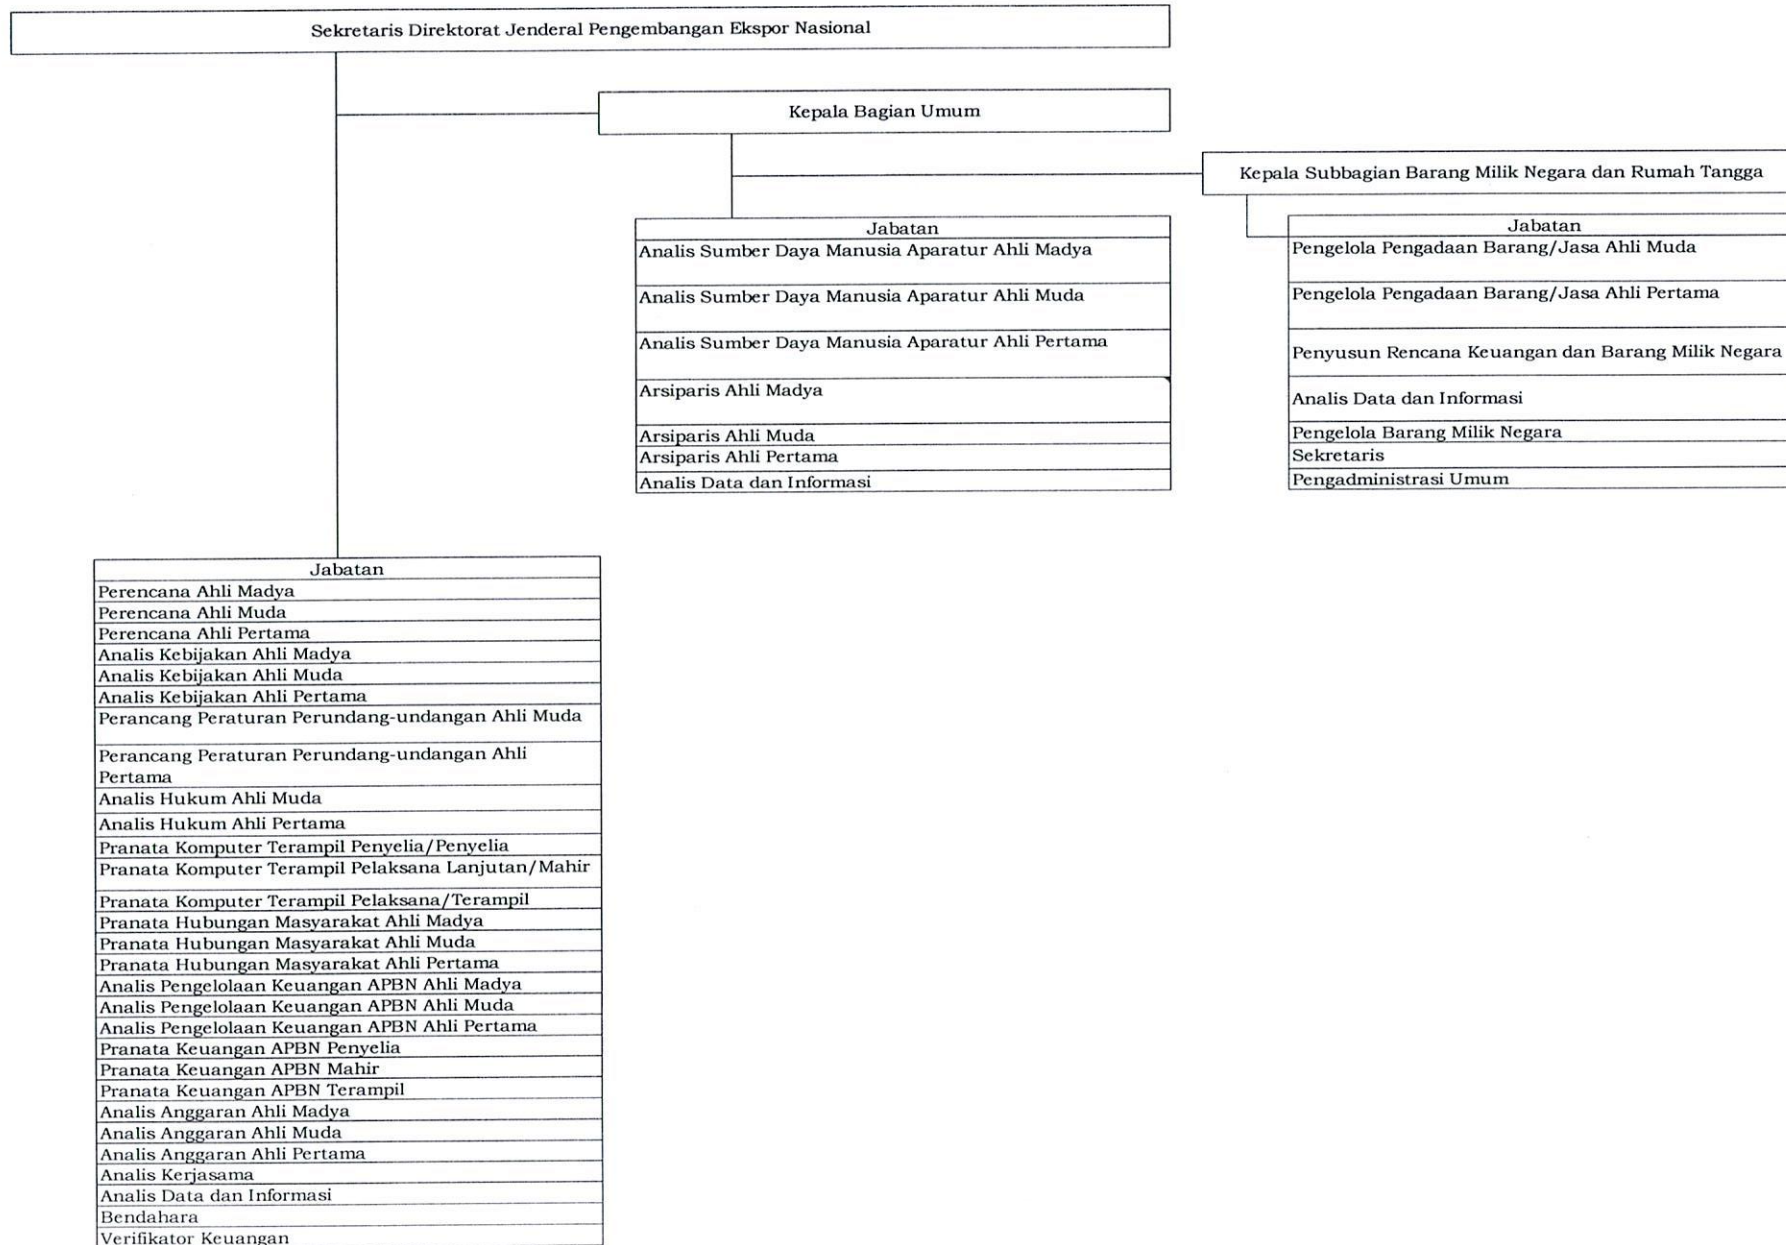 Sekretaris Direktorat Jenderal Pengembangan Ekspor Nasional
Kepala Bagian Umum
Kepala Subbagian Barang Milik Negara dan Rumah Tangga
Jabatan
Analis Sumber Daya Manusia Aparatur Ahli Madya
Analis Sumber Daya Manusia Aparatur Ahli Muda
Analis Sumber Daya Manusia Aparatur Ahli Pertama
Arsiparis Ahli Madya
Arsiparis Ahli Muda
Arsiparis Ahli Pertama
Analis Data dan Informasi
Jabatan
Pengelola Pengadaan Barang/Jasa Ahli Muda
Pengelola Pengadaan Barang/Jasa Ahli Pertama
Penyusun Rencana Keuangan dan Barang Milik Negara
Analis Data dan Informasi
Pengelola Barang Milik Negara
Sekretaris
Pengadministrasi Umum
Jabatan
Perencana Ahli Madya
Perencana Ahli Muda
Perencana Ahli Pertama
Analis Kebijakan Ahli Madya
Analis Kebijakan Ahli Muda
Analis Kebijakan Ahli Pertama
Perancang Peraturan Perundang-undangan Ahli Muda
Perancang Peraturan Perundang-undangan Ahli
Pertama
Analis Hukum Ahli Muda
Analis Hukum Ahli Pertama
Pranata Komputer Terampil Penyelia/Penyelia
Pranata Komputer Terampil Pelaksana Lanjutan/Mahir
Pranata Komputer Terampil Pelaksana/Terampil
Pranata Hubungan Masyarakat Ahli Madya
Pranata Hubungan Masyarakat Ahli Muda
Pranata Hubungan Masyarakat Ahli Pertama
Analis Pengelolaan Keuangan APBN Ahli Madya
Analis Pengelolaan Keuangan APBN Ahli Muda
Analis Pengelolaan Keuangan APBN Ahli Pertama
Pranata Keuangan APBN Penyelia
Pranata Keuangan APBN Mahir
Pranata Keuangan APBN Terampil
Analis Anggaran Ahli Madya
Analis Anggaran Ahli Muda
Analis Anggaran Ahli Pertama
Analis Kerjasama
Analis Data dan Informasi
Bendahara
Verifikator Keuangan